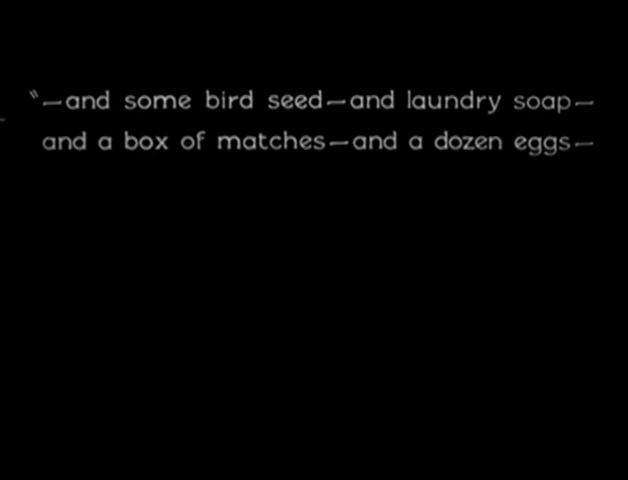 "—and some bird seed—and laundry soap—
and a box of matches—and a dozen eggs—